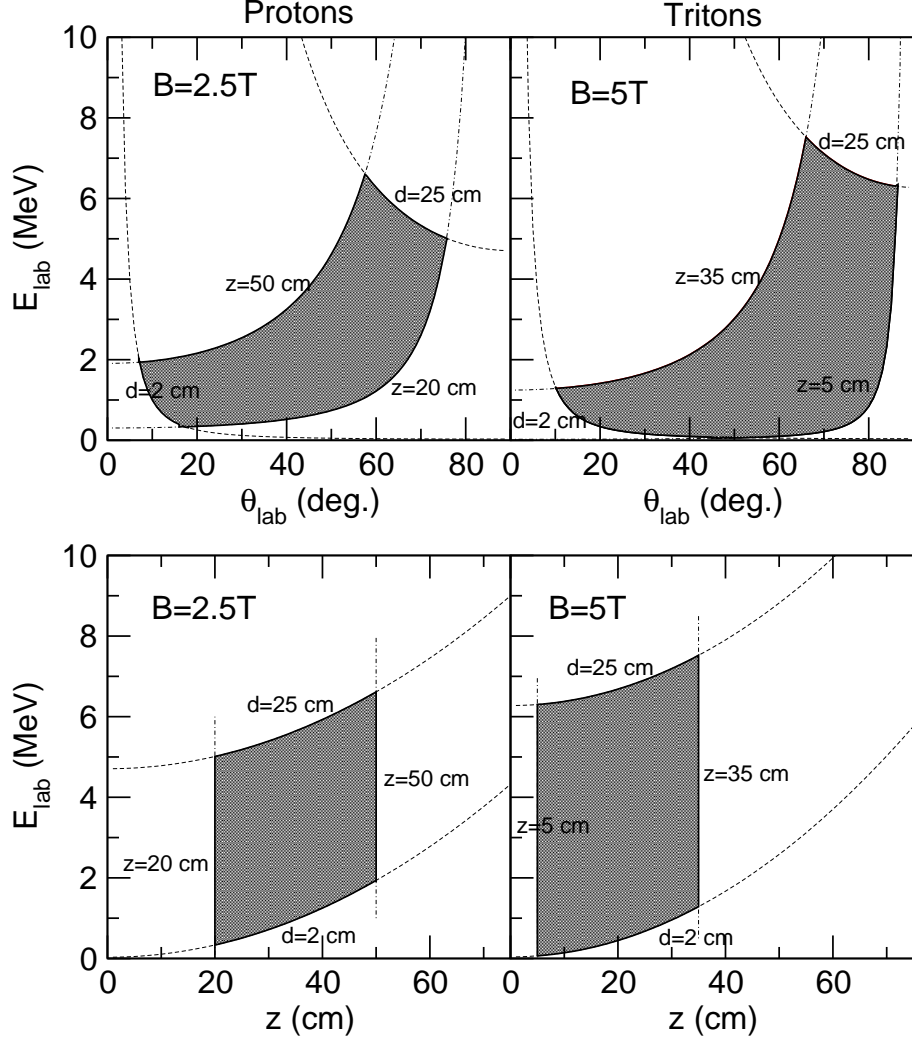 Protons Tritons
10
B=2.5T B=5T
d=25 cm d=25 cm
8
6
z=50 cm z=35 cm
4
2
d=2 cm z=20 cm d=2 cm z=5 cm
0
E_lab (MeV)
0 20 40 60 80 0 20 40 60 80
θ_lab (deg.) θ_lab (deg.)
10
B=2.5T B=5T
8
d=25 cm d=25 cm
6
z=50 cm z=35 cm
4
z=20 cm z=5 cm
2
d=2 cm d=2 cm
0
E_lab (MeV)
0 20 40 60 0 20 40 60
z (cm) z (cm)